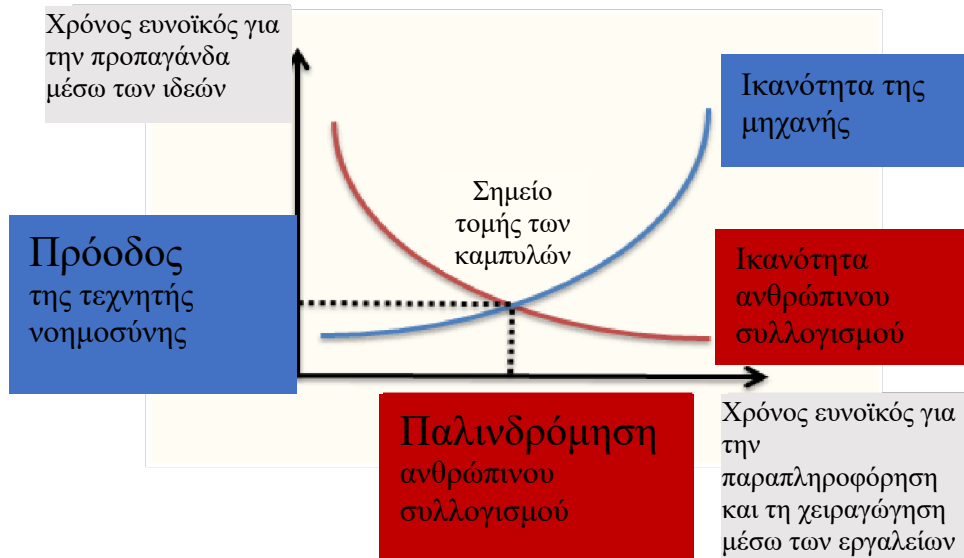 Χρόνος ευνοϊκός για
την προπαγάνδα
μέσω των ιδεών
Ικανότητα της
μηχανής
Σημείο
τομής των
καμπυλών
Πρόοδος
της τεχνητής
νοημοσύνης
Ικανότητα
ανθρώπινου
συλλογισμού
Παλινδρόμηση
ανθρώπινου
συλλογισμού
Χρόνος ευνοϊκός για
την
παραπληροφόρηση
και τη χειραγώγηση
μέσω των εργαλείων